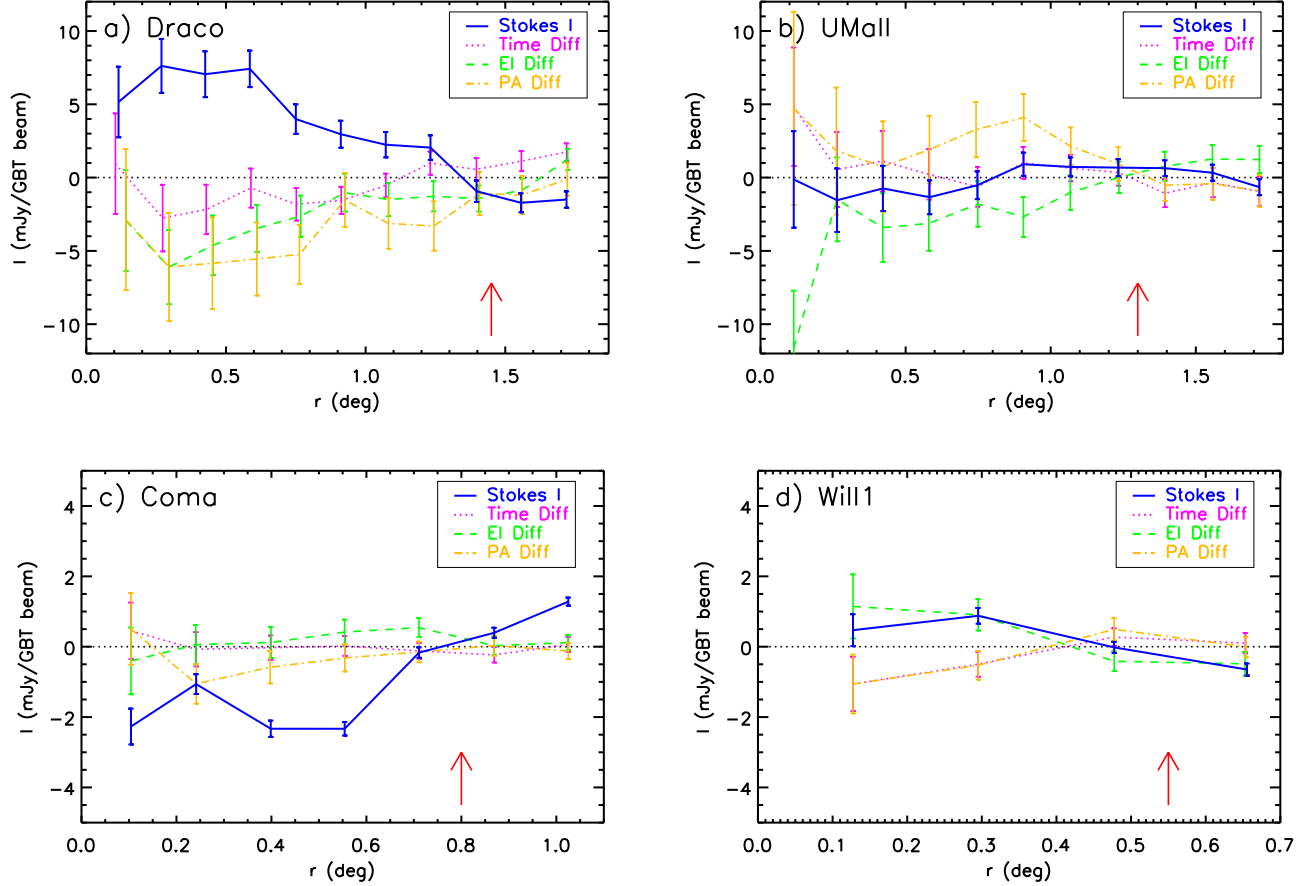 a) Draco
Stokes I
Time Diff
El Diff
PA Diff
10
5
0
-5
-10
I (mJy/GBT beam)
0.0 0.5 1.0 1.5
r (deg)
b) UMaII
Stokes I
Time Diff
El Diff
PA Diff
10
5
0
-5
-10
I (mJy/GBT beam)
0.0 0.5 1.0 1.5
r (deg)
c) Coma
Stokes I
Time Diff
El Diff
PA Diff
4
2
0
-2
-4
I (mJy/GBT beam)
0.0 0.2 0.4 0.6 0.8 1.0
r (deg)
d) Will1
Stokes I
Time Diff
El Diff
PA Diff
4
2
0
-2
-4
I (mJy/GBT beam)
0.0 0.1 0.2 0.3 0.4 0.5 0.6 0.7
r (deg)